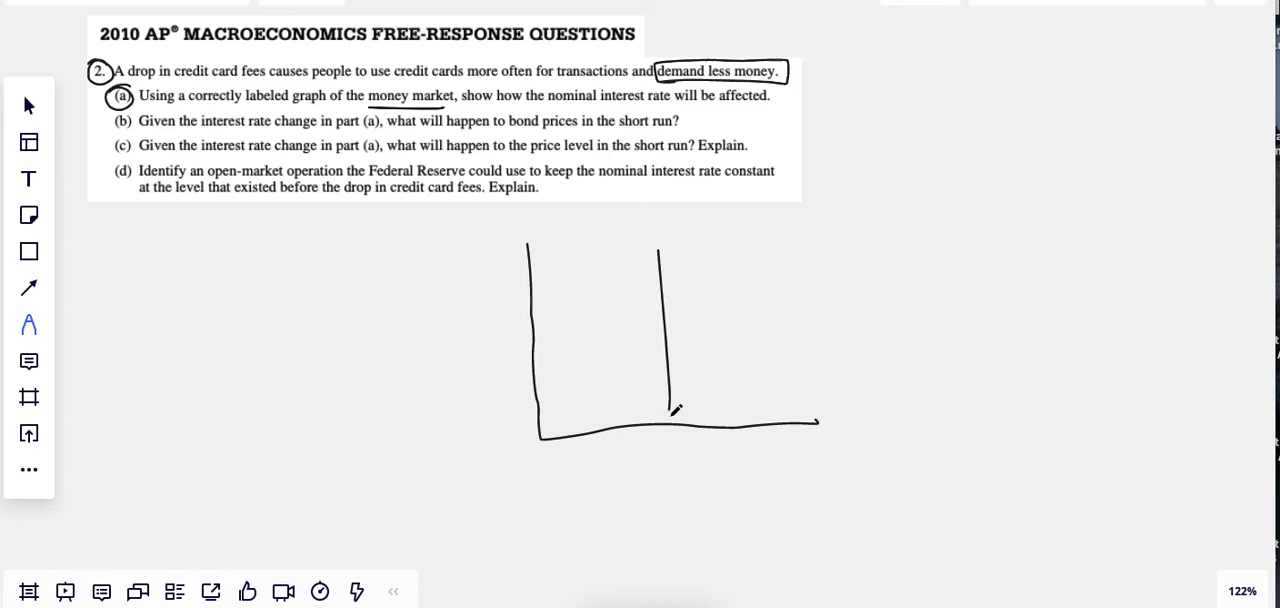 2010 AP® MACROECONOMICS FREE-RESPONSE QUESTIONS
2. A drop in credit card fees causes people to use credit cards more often for transactions and demand less money.
(a) Using a correctly labeled graph of the money market, show how the nominal interest rate will be affected.
(b) Given the interest rate change in part (a), what will happen to bond prices in the short run?
(c) Given the interest rate change in part (a), what will happen to the price level in the short run? Explain.
(d) Identify an open-market operation the Federal Reserve could use to keep the nominal interest rate constant
at the level that existed before the drop in credit card fees. Explain.
T
122%